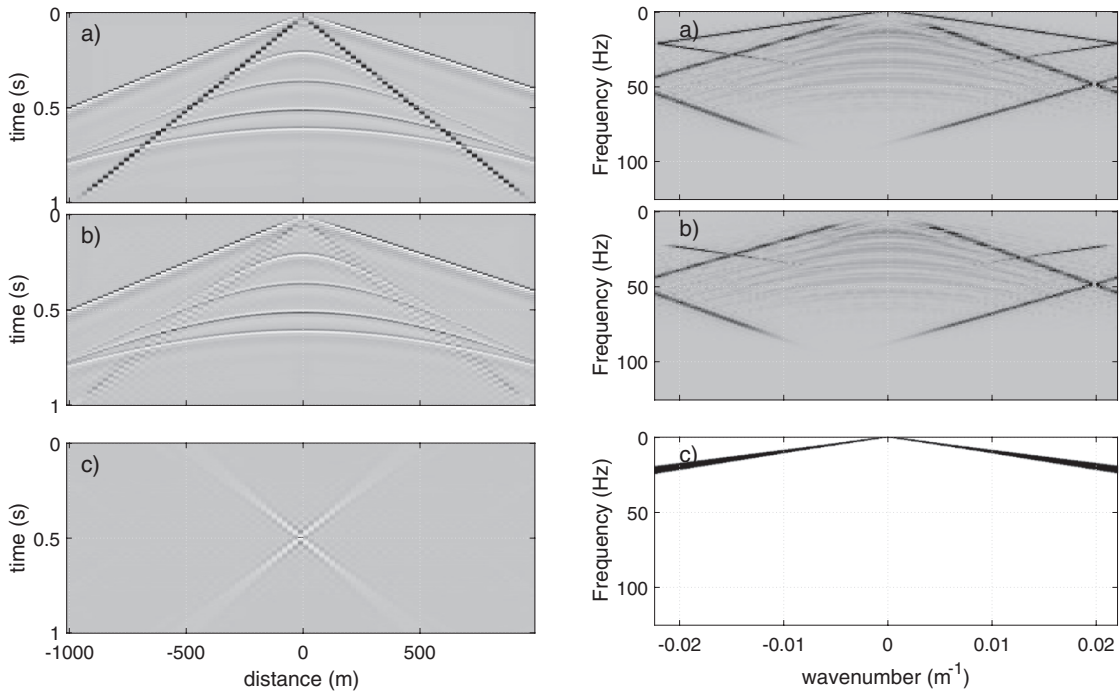 a)
0
0.5
1
time (s)
b)
0
0.5
1
time (s)
c)
0
0.5
1
time (s)
-1000
-500
0
500
distance (m)
a)
0
50
100
Frequency (Hz)
b)
0
50
100
Frequency (Hz)
c)
0
50
100
Frequency (Hz)
-0.02
-0.01
0
0.01
0.02
wavenumber (m⁻¹)